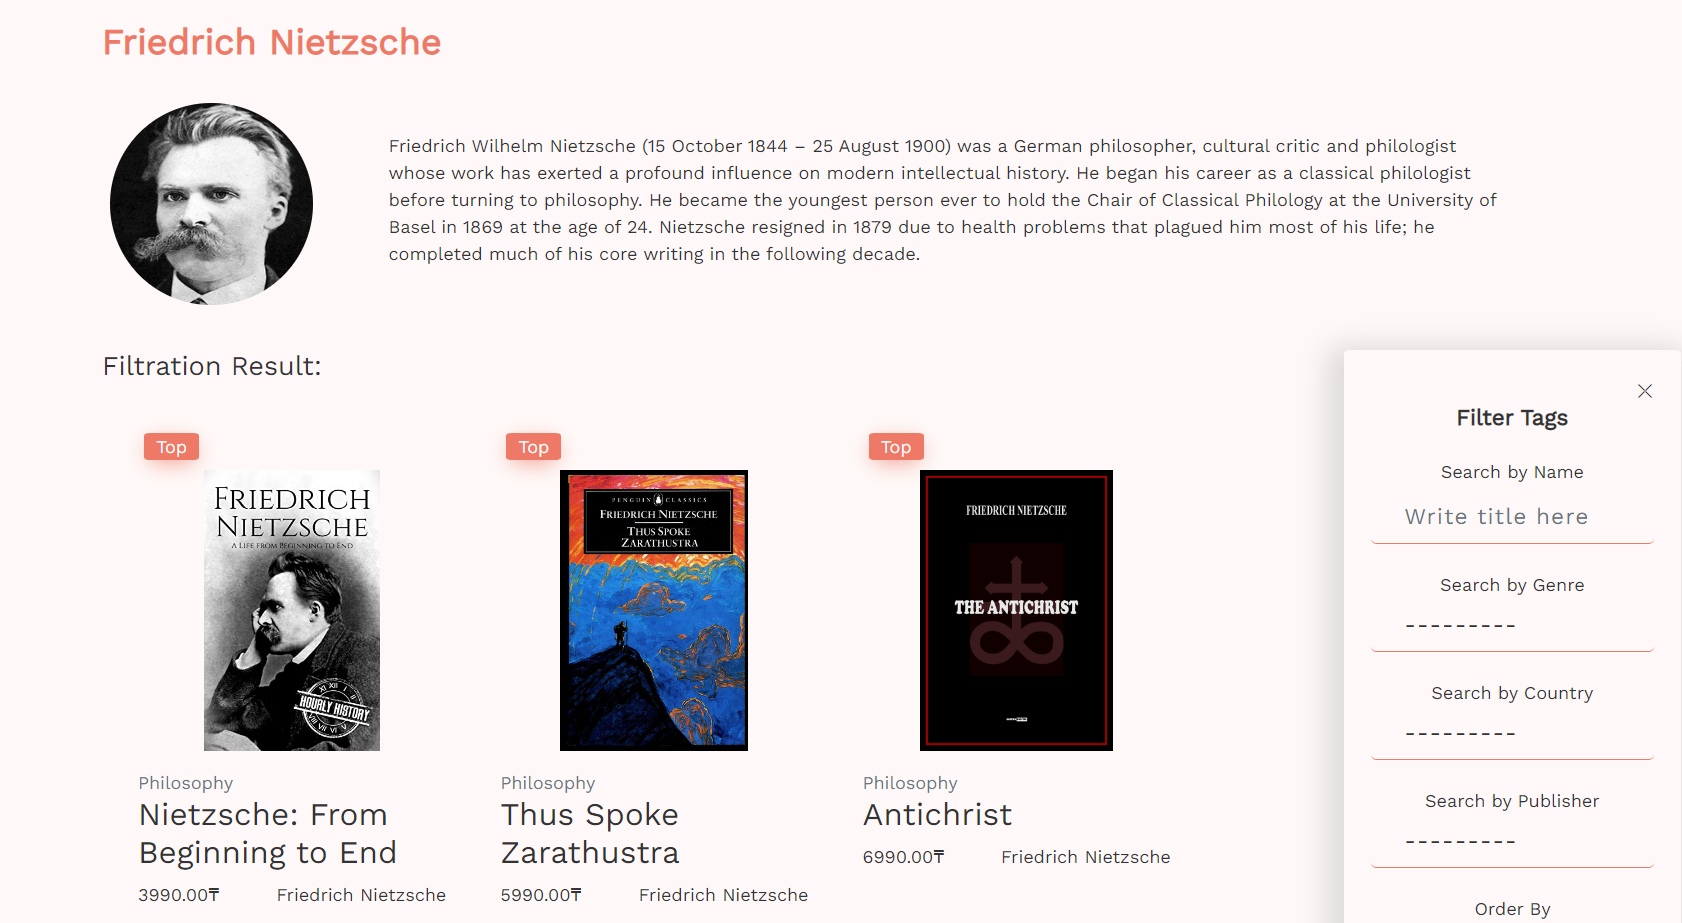 Friedrich Nietzsche
Friedrich Wilhelm Nietzsche (15 October 1844 – 25 August 1900) was a German philosopher, cultural critic and philologist
whose work has exerted a profound influence on modern intellectual history. He began his career as a classical philologist
before turning to philosophy. He became the youngest person ever to hold the Chair of Classical Philology at the University of
Basel in 1869 at the age of 24. Nietzsche resigned in 1879 due to health problems that plagued him most of his life; he
completed much of his core writing in the following decade.
Filtration Result:
Top
FRIEDRICH
NIETZSCHE
A LIFE FROM BEGINNING TO END
XI XII I II
HOURLY HISTORY
VIII VII VI V
Philosophy
Nietzsche: From
Beginning to End
3990.00₸ Friedrich Nietzsche
Top
PENGUIN CLASSICS
FRIEDRICH NIETZSCHE
THUS SPOKE
ZARATHUSTRA
Philosophy
Thus Spoke
Zarathustra
5990.00₸ Friedrich Nietzsche
Top
FRIEDRICH NIETZSCHE
THE ANTICHRIST
Philosophy
Antichrist
6990.00₸ Friedrich Nietzsche
Filter Tags
Search by Name
Write title here
Search by Genre
---------
Search by Country
---------
Search by Publisher
---------
Order By